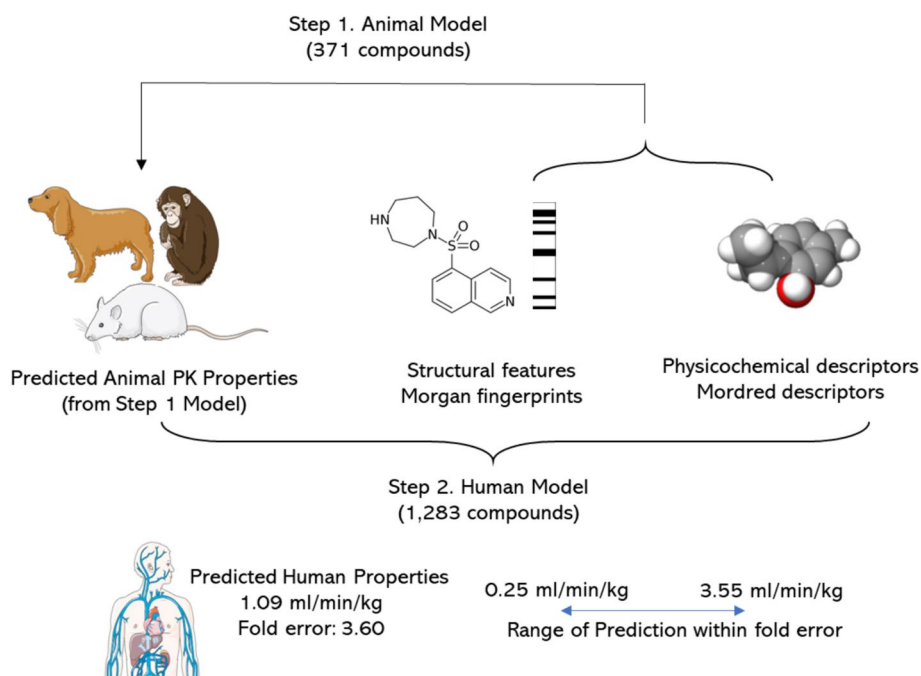 Step 1. Animal Model
(371 compounds)
HN
N
S
O
O
N
Predicted Animal PK Properties
(from Step 1 Model)
Structural features
Morgan fingerprints
Physicochemical descriptors
Mordred descriptors
Step 2. Human Model
(1,283 compounds)
Predicted Human Properties
1.09 ml/min/kg
Fold error: 3.60
0.25 ml/min/kg
3.55 ml/min/kg
Range of Prediction within fold error